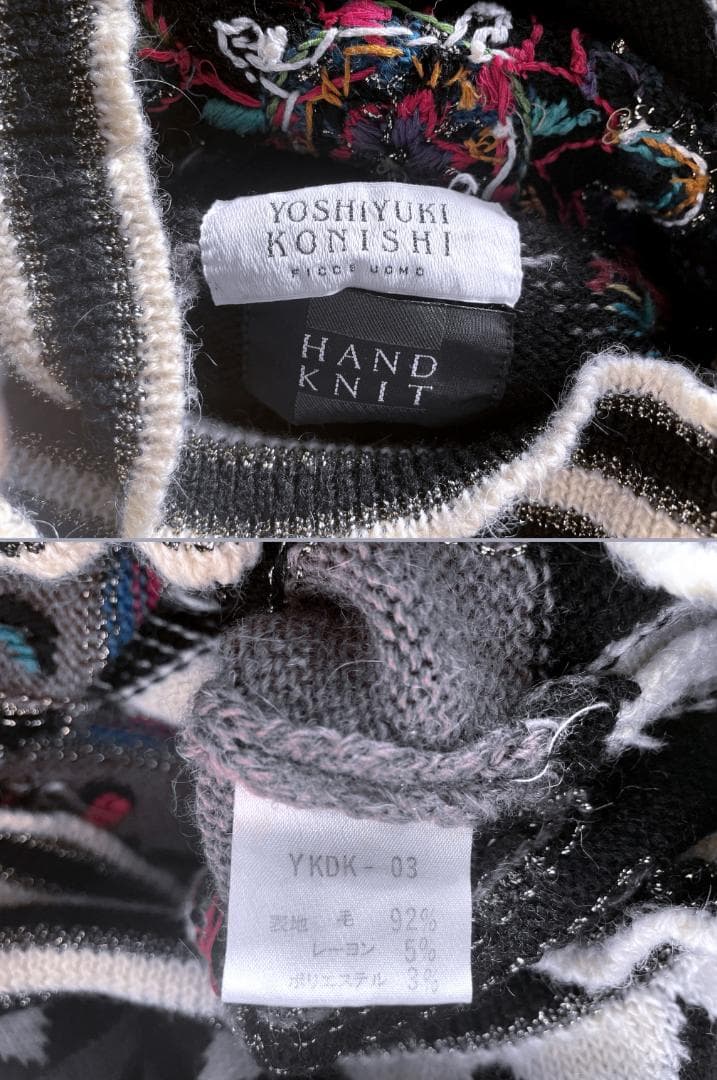 YOSHIYUKI
KONISHI
FICCE UOMO
HAND
KNIT
YKDK - 03
表地 毛 92%
レーヨン 5%
ポリエステル 3%